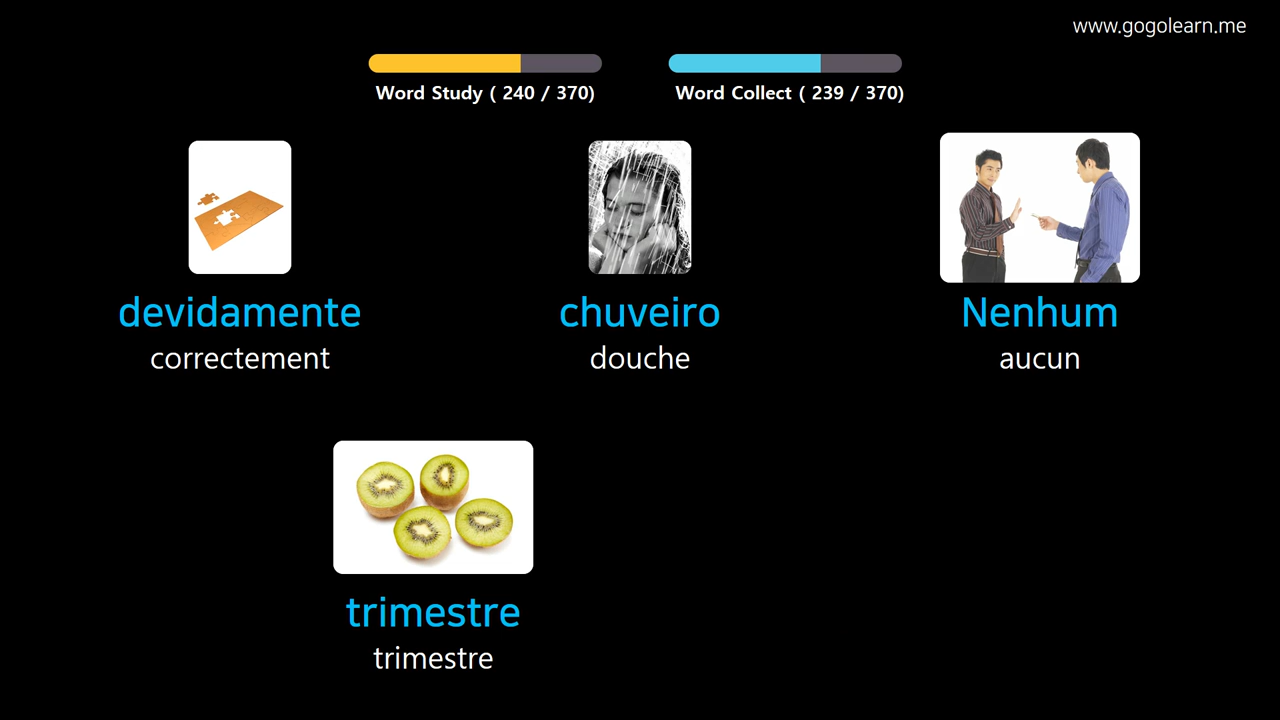 www.gogolearn.me
Word Study ( 240 / 370)
Word Collect ( 239 / 370)
devidamente
correctement
chuveiro
douche
Nenhum
aucun
trimestre
trimestre